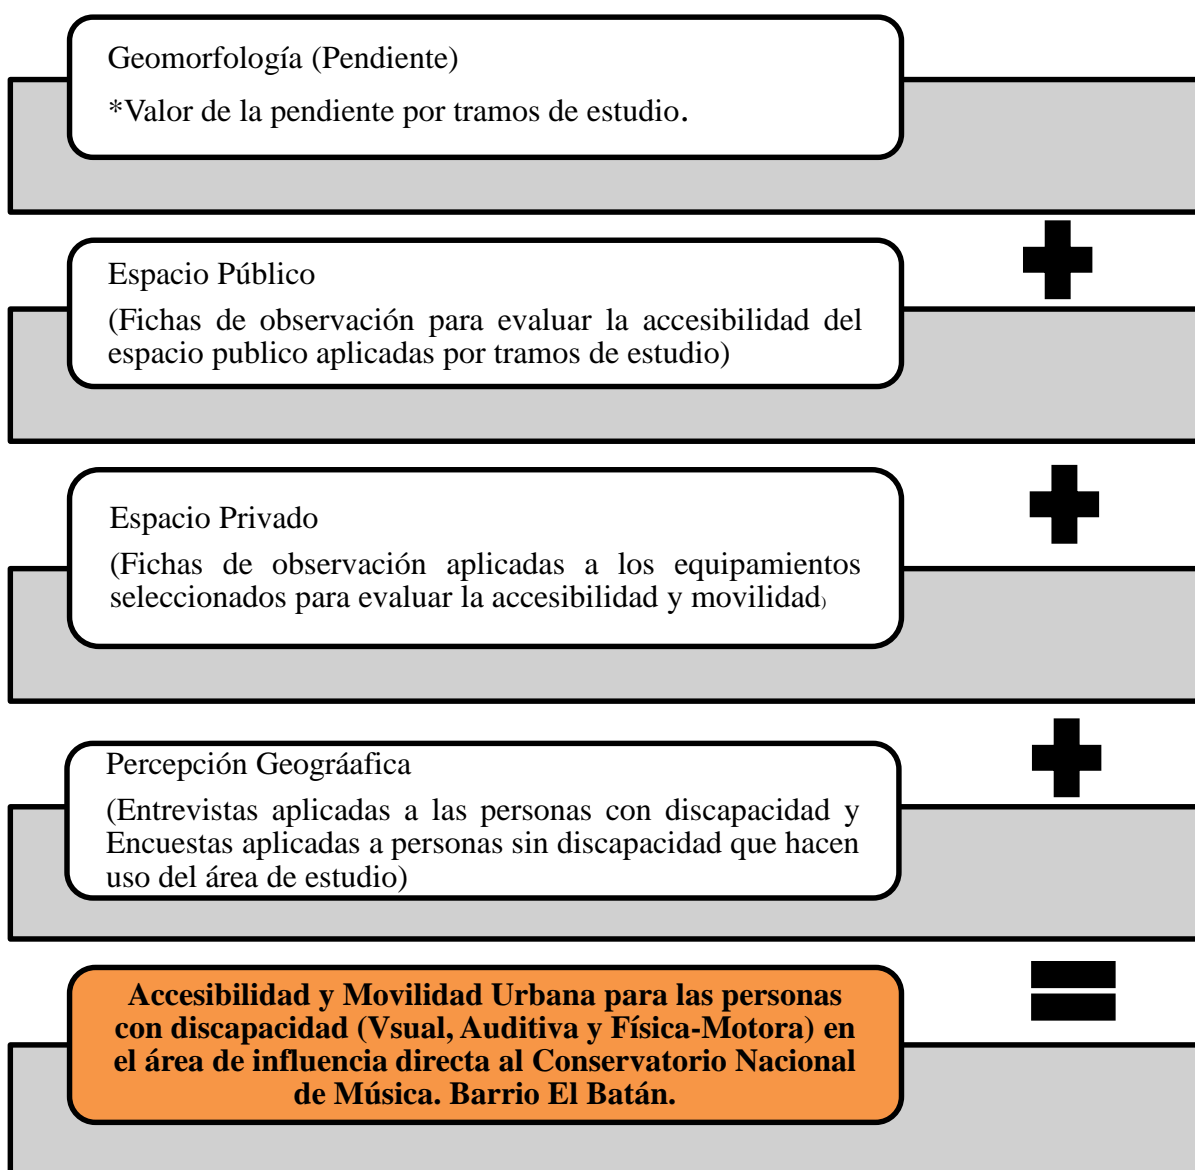 Geomorfología (Pendiente)
*Valor de la pendiente por tramos de estudio.
Espacio Público
(Fichas de observación para evaluar la accesibilidad del
espacio publico aplicadas por tramos de estudio)
Espacio Privado
(Fichas de observación aplicadas a los equipamientos
seleccionados para evaluar la accesibilidad y movilidad)
Percepción Geográafica
(Entrevistas aplicadas a las personas con discapacidad y
Encuestas aplicadas a personas sin discapacidad que hacen
uso del área de estudio)
Accesibilidad y Movilidad Urbana para las personas
con discapacidad (Vsual, Auditiva y Física-Motora) en
el área de influencia directa al Conservatorio Nacional
de Música. Barrio El Batán.